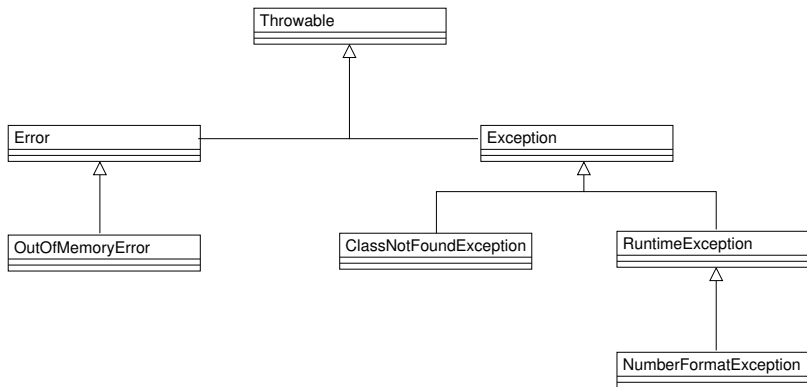 Throwable
Error
Exception
OutOfMemoryError
ClassNotFoundException
RuntimeException
NumberFormatException